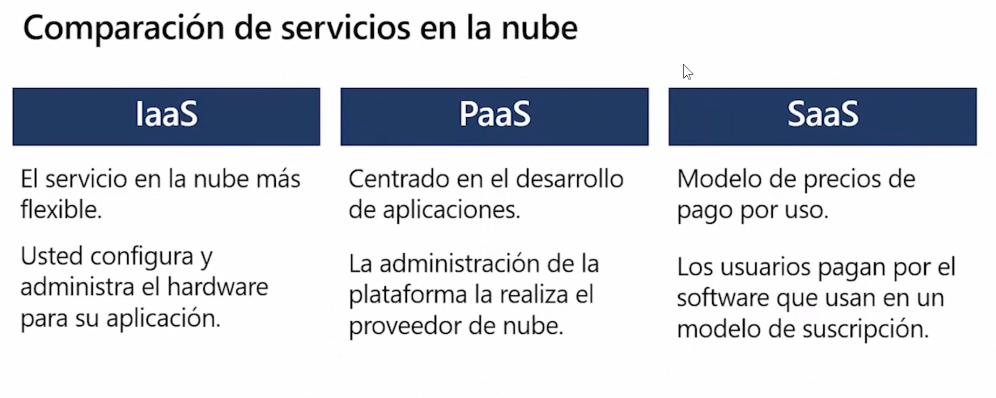 Comparación de servicios en la nube
IaaS
El servicio en la nube más
flexible.
Usted configura y
administra el hardware
para su aplicación.
PaaS
Centrado en el desarrollo
de aplicaciones.
La administración de la
plataforma la realiza el
proveedor de nube.
SaaS
Modelo de precios de
pago por uso.
Los usuarios pagan por el
software que usan en un
modelo de suscripción.